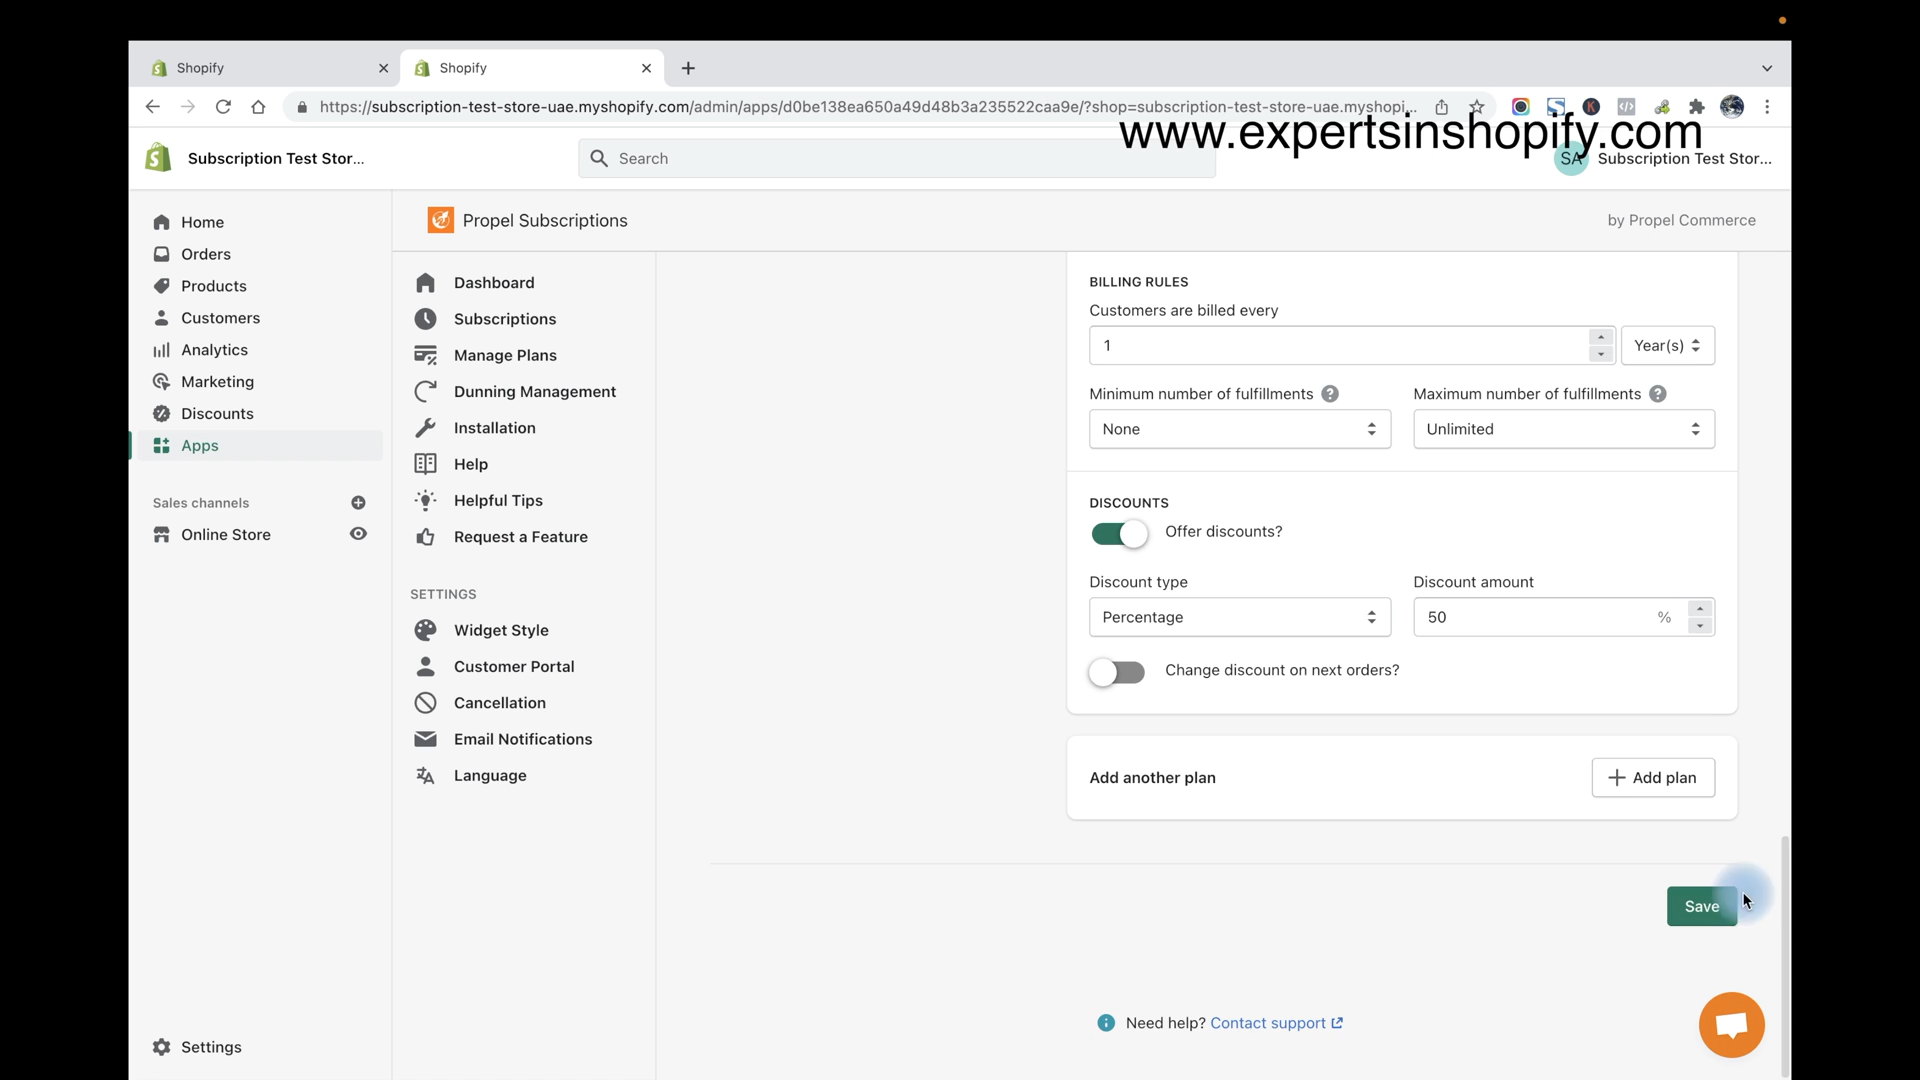 Shopify
Shopify
https://subscription-test-store-uae.myshopify.com/admin/apps/d0be138ea650a49d48b3a235522caa9e/?shop=subscription-test-store-uae.myshopi...
www.expertsinshopify.com
Subscription Test Stor...
Search
SA
Subscription Test Stor...
Propel Subscriptions
by Propel Commerce
Home
Orders
Products
Customers
Analytics
Marketing
Discounts
Apps
Sales channels
Online Store
Settings
Dashboard
Subscriptions
Manage Plans
Dunning Management
Installation
Help
Helpful Tips
Request a Feature
SETTINGS
Widget Style
Customer Portal
Cancellation
Email Notifications
Language
BILLING RULES
Customers are billed every
1
Year(s)
Minimum number of fulfillments ?
Maximum number of fulfillments ?
None
Unlimited
DISCOUNTS
Offer discounts?
Discount type
Discount amount
Percentage
50 %
Change discount on next orders?
Add another plan
Add plan
Save
Need help? Contact support